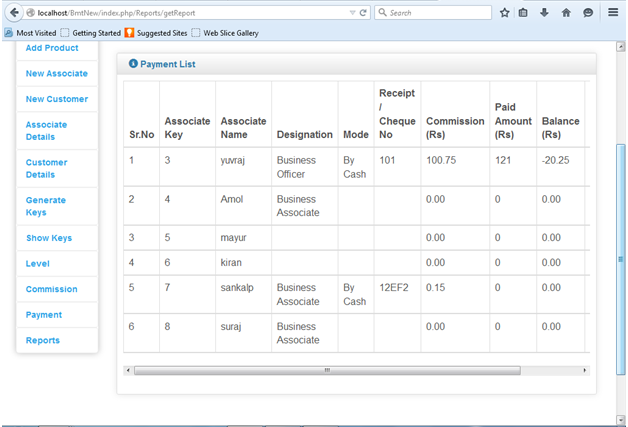 localhost/BmtNew/index.php/Reports/getReport
Search
Most Visited Getting Started Suggested Sites Web Slice Gallery
Add Product
New Associate
New Customer
Associate
Details
Customer
Details
Generate
Keys
Show Keys
Level
Commission
Payment
Reports
Payment List
Sr.No Associate Key Associate Name Designation Mode Receipt / Cheque No Commission (Rs) Paid Amount (Rs) Balance (Rs)
1 3 yuvraj Business Officer By Cash 101 100.75 121 -20.25
2 4 Amol Business Associate 0.00 0 0.00
3 5 mayur 0.00 0 0.00
4 6 kiran 0.00 0 0.00
5 7 sankalp Business Associate By Cash 12EF2 0.15 0 0.00
6 8 suraj Business Associate 0.00 0 0.00